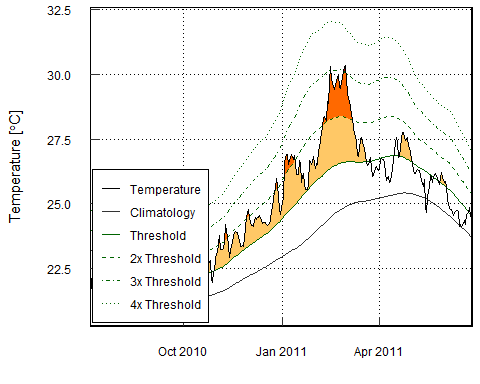 32.5
30.0
27.5
25.0
22.5
Temperature [°C]
Temperature
Climatology
Threshold
2x Threshold
3x Threshold
4x Threshold
Oct 2010
Jan 2011
Apr 2011